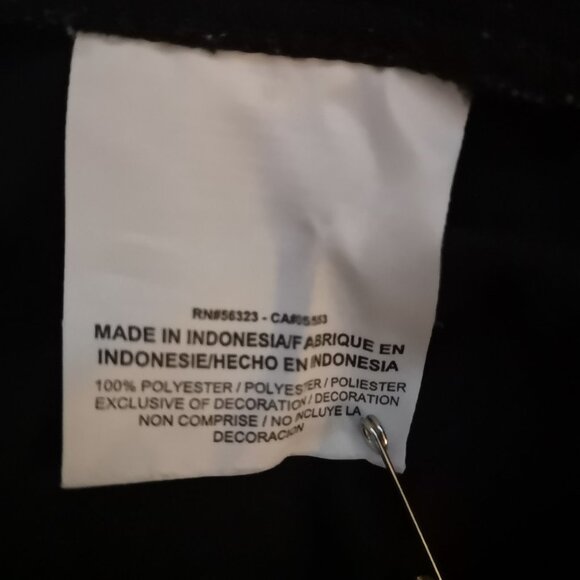 RN#56323 - CA#05553
MADE IN INDONESIA/FABRIQUE EN
INDONESIE/HECHO EN INDONESIA
100% POLYESTER / POLYESTER / POLIESTER
EXCLUSIVE OF DECORATION / DECORATION
NON COMPRISE / NO INCLUYE LA
DECORACION